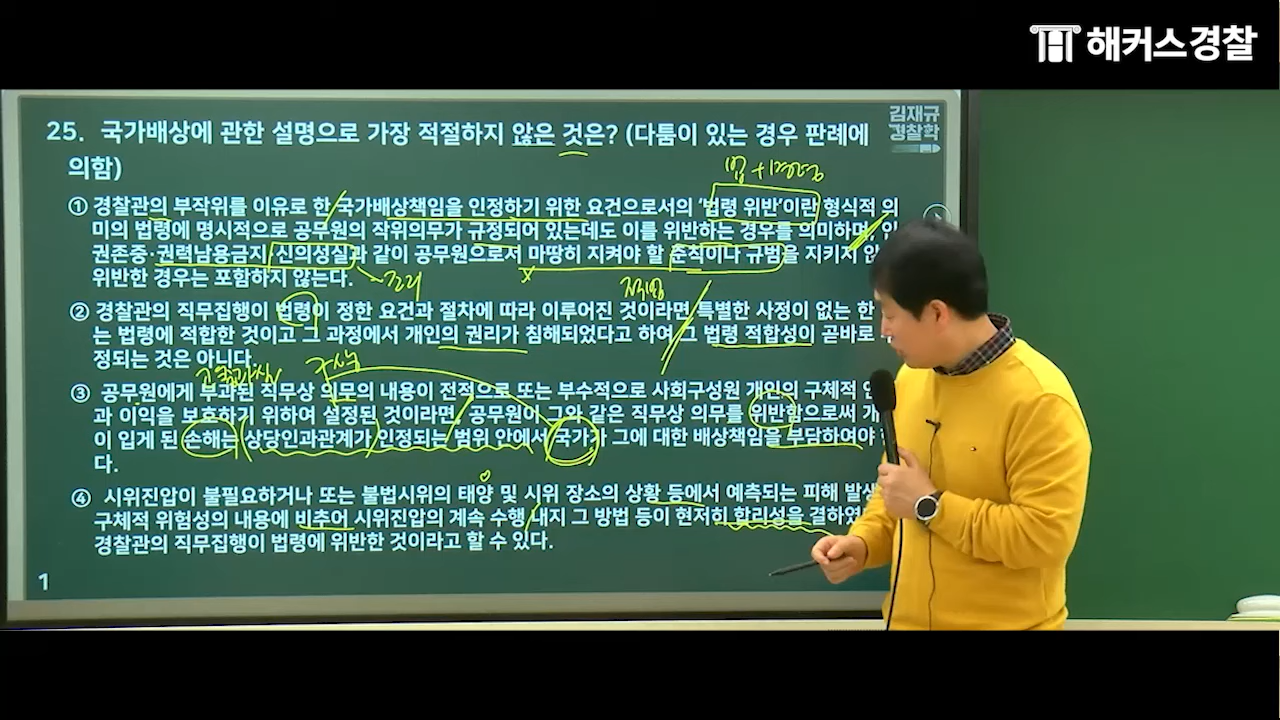 해커스경찰
김재규
경찰학
25. 국가배상에 관한 설명으로 가장 적절하지 않은 것은? (다툼이 있는 경우 판례에
의함)
① 경찰관의 부작위를 이유로 한 국가배상책임을 인정하기 위한 요건으로서의 '법령 위반'이란 형식적 의
미의 법령에 명시적으로 공무원의 작위의무가 규정되어 있는데도 이를 위반하는 경우를 의미하며,
권존중·권력남용금지 신의성실과 같이 공무원으로서 마땅히 지켜야 할 준칙이나 규범을 지키지
위반한 경우는 포함하지 않는다.
조리
② 경찰관의 직무집행이 법령이 정한 요건과 절차에 따라 이루어진 것이라면 특별한 사정이 없는 한
는 법령에 적합한 것이고 그 과정에서 개인의 권리가 침해되었다고 하여 그 법령 적합성이 곧바로
정되는 것은 아니다.
③ 공무원에게 부과된 직무상 의무의 내용이 전적으로 또는 부수적으로 사회구성원 개인의 구체적
과 이익을 보호하기 위하여 설정된 것이라면, 공무원이 그와 같은 직무상 의무를 위반함으로써
이 입게 된 손해는 상당인과관계가 인정되는 범위 안에서 국가가 그에 대한 배상책임을 부담하여야
다.
④ 시위진압이 불필요하거나 또는 불법시위의 태양 및 시위 장소의 상황 등에서 예측되는 피해 발생
구체적 위험성의 내용에 비추어 시위진압의 계속 수행 내지 그 방법 등이 현저히 합리성을 결하였
경찰관의 직무집행이 법령에 위반한 것이라고 할 수 있다.
1